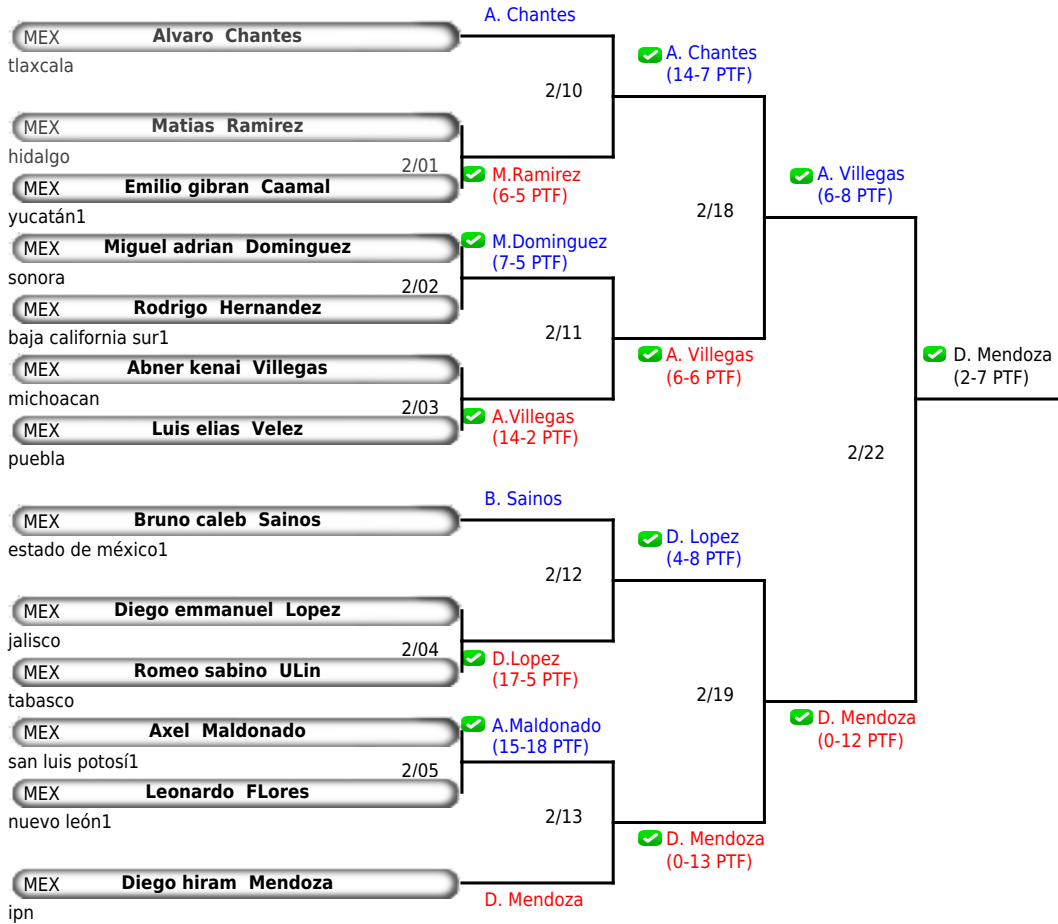 A. Chantes
MEX Alvaro Chantes
tlaxcala
A. Chantes
(14-7 PTF)
2/10
MEX Matias Ramirez
hidalgo
2/01
M.Ramirez
(6-5 PTF)
MEX Emilio gibran Caamal
yucatán1
A. Villegas
(6-8 PTF)
2/18
MEX Miguel adrian Dominguez
sonora
M.Dominguez
(7-5 PTF)
2/02
MEX Rodrigo Hernandez
baja california sur1
2/11
A. Villegas
(6-6 PTF)
D. Mendoza
(2-7 PTF)
MEX Abner kenai Villegas
michoacan
2/03
A.Villegas
(14-2 PTF)
MEX Luis elias Velez
puebla
2/22
B. Sainos
MEX Bruno caleb Sainos
estado de méxico1
D. Lopez
(4-8 PTF)
2/12
MEX Diego emmanuel Lopez
jalisco
2/04
D.Lopez
(17-5 PTF)
MEX Romeo sabino ULin
tabasco
2/19
D. Mendoza
(0-12 PTF)
MEX Axel Maldonado
san luis potosí1
A.Maldonado
(15-18 PTF)
2/05
MEX Leonardo FLores
nuevo león1
2/13
D. Mendoza
(0-13 PTF)
MEX Diego hiram Mendoza
ipn
D. Mendoza